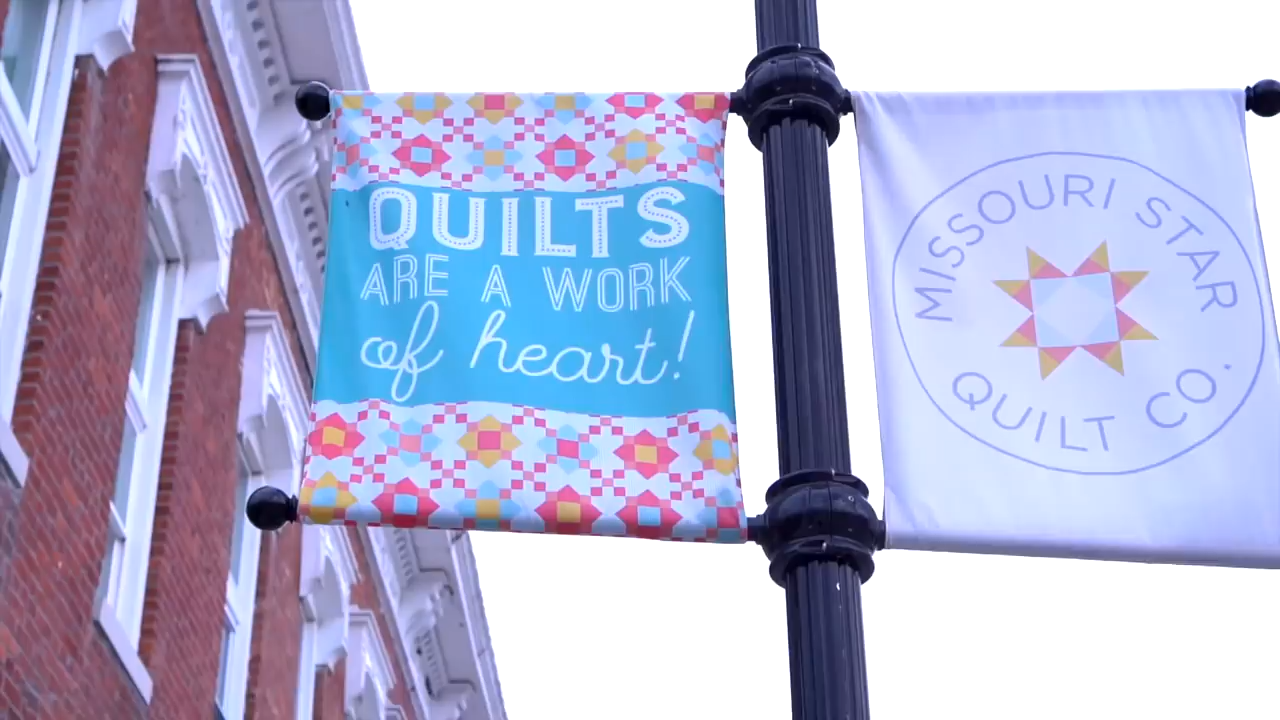 QUILTS
ARE A WORK
of heart!
MISSOURI STAR
QUILT CO.